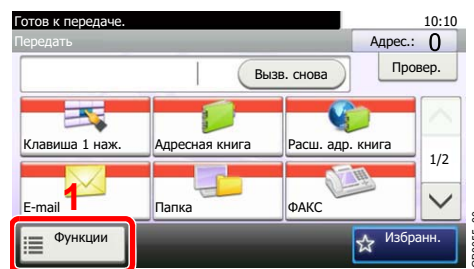 Готов к передаче. 10:10
Передать Адрес.: 0
Вызв. снова Провер.
Клавиша 1 наж. Адресная книга Расш. адр. книга
1/2
E-mail Папка ФАКС
1
Функции Избранн.